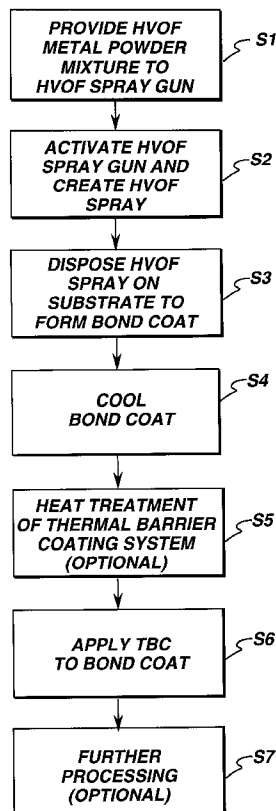 PROVIDE HVOF
METAL POWDER
MIXTURE TO
HVOF SPRAY GUN
S1
ACTIVATE HVOF
SPRAY GUN AND
CREATE HVOF
SPRAY
S2
DISPOSE HVOF
SPRAY ON
SUBSTRATE TO
FORM BOND COAT
S3
COOL
BOND COAT
S4
HEAT TREATMENT
OF THERMAL BARRIER
COATING SYSTEM
(OPTIONAL)
S5
APPLY TBC
TO BOND COAT
S6
FURTHER
PROCESSING
(OPTIONAL)
S7